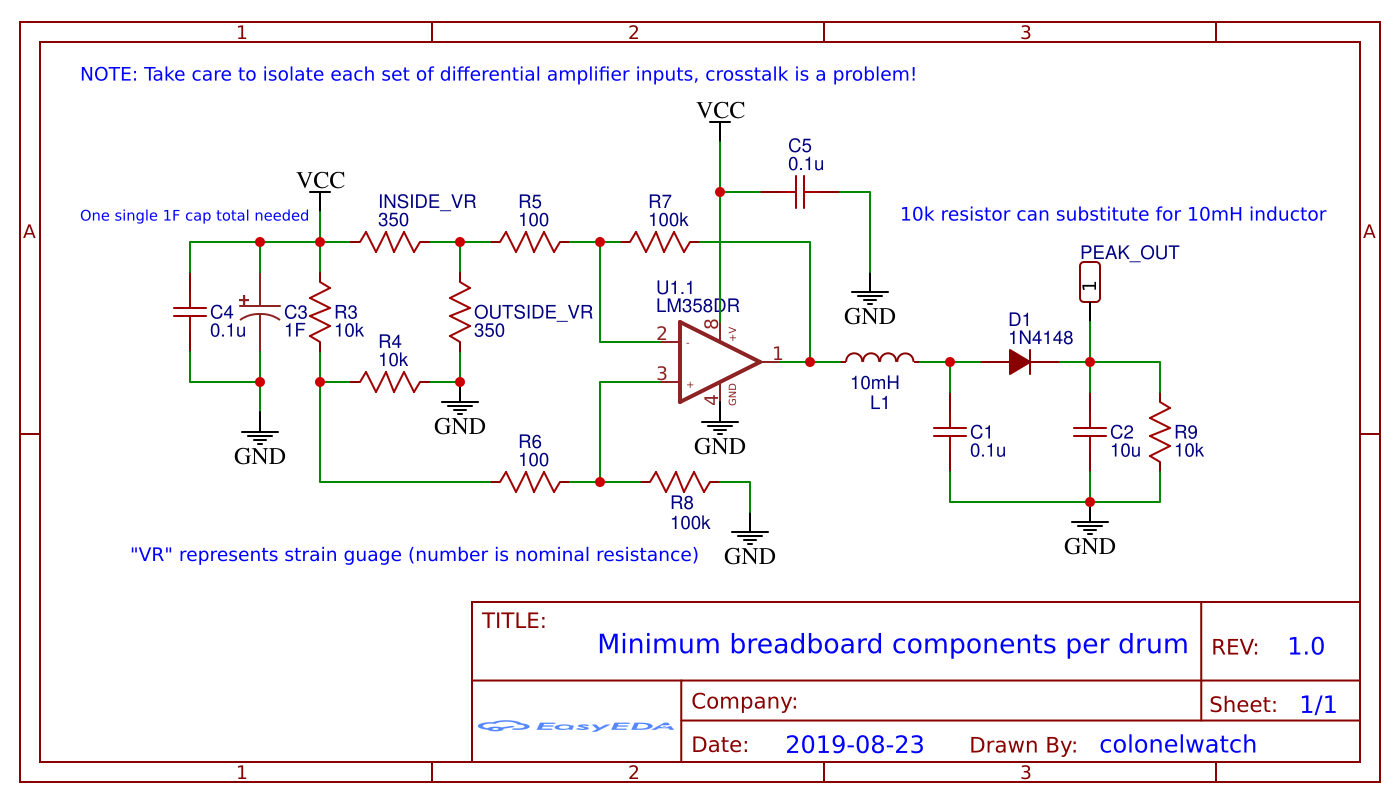 1 2 3
NOTE: Take care to isolate each set of differential amplifier inputs, crosstalk is a problem!
VCC
C5
0.1u
VCC
One single 1F cap total needed
INSIDE_VR
350
R5
100
R7
100k
10k resistor can substitute for 10mH inductor
A
A
PEAK_OUT
1
U1.1
LM358DR
GND
C4
0.1u
C3
1F
R3
10k
OUTSIDE_VR
350
8
+V
2
-
D1
1N4148
R4
10k
1
3
+
4
GND
10mH
L1
GND
GND
GND
C1
0.1u
C2
10u
R9
10k
R6
100
R8
100k
GND
GND
"VR" represents strain guage (number is nominal resistance)
TITLE:
Minimum breadboard components per drum
REV: 1.0
EasyEDA
Company:
Sheet: 1/1
Date: 2019-08-23 Drawn By: colonelwatch
1 2 3